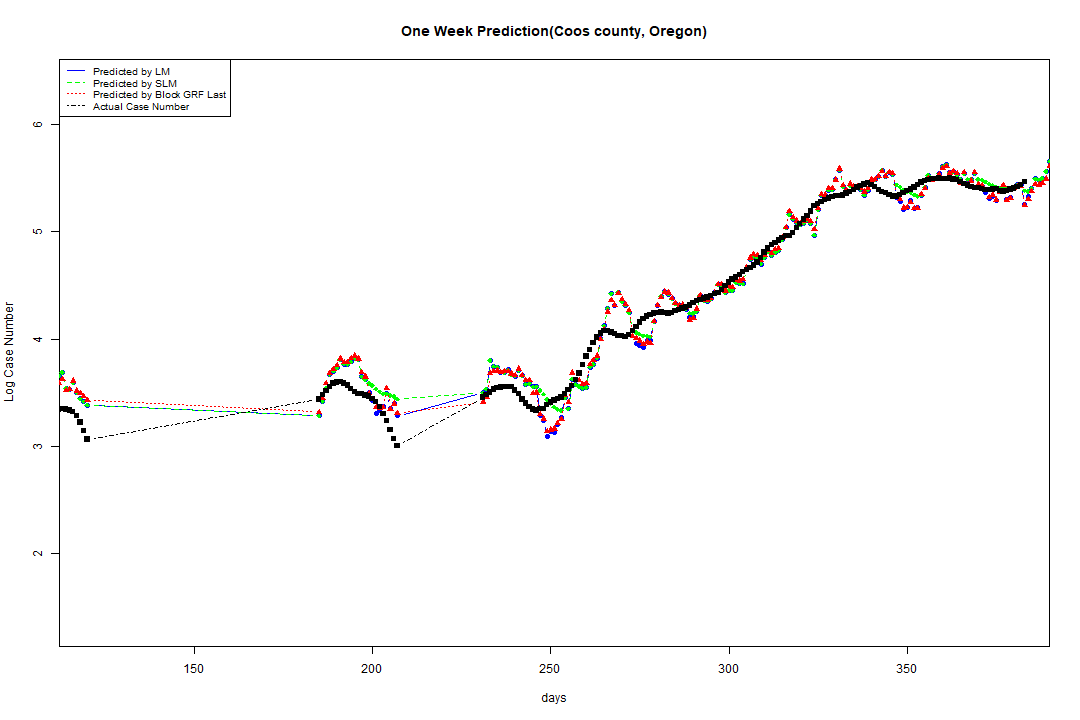 One Week Prediction(Coos county, Oregon)
Predicted by LM
Predicted by SLM
Predicted by Block GRF Last
Actual Case Number
Log Case Number
6
5
4
3
2
150 200 250 300 350
days